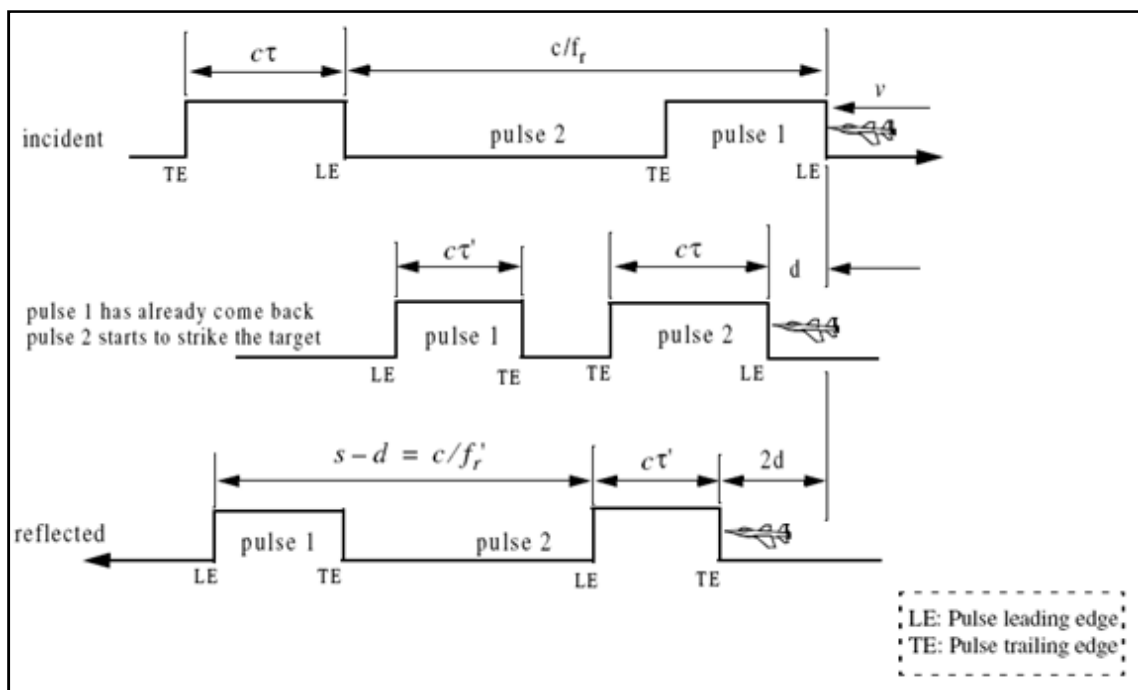 cτ
c/fᵣ
v
incident
pulse 2
pulse 1
TE
LE
TE
LE
cτ'
cτ
d
pulse 1 has already come back
pulse 2 starts to strike the target
pulse 1
pulse 2
LE
TE
TE
LE
s – d = c/fᵣ'
cτ'
2d
reflected
pulse 1
pulse 2
LE
TE
LE
TE
LE: Pulse leading edge
TE: Pulse trailing edge